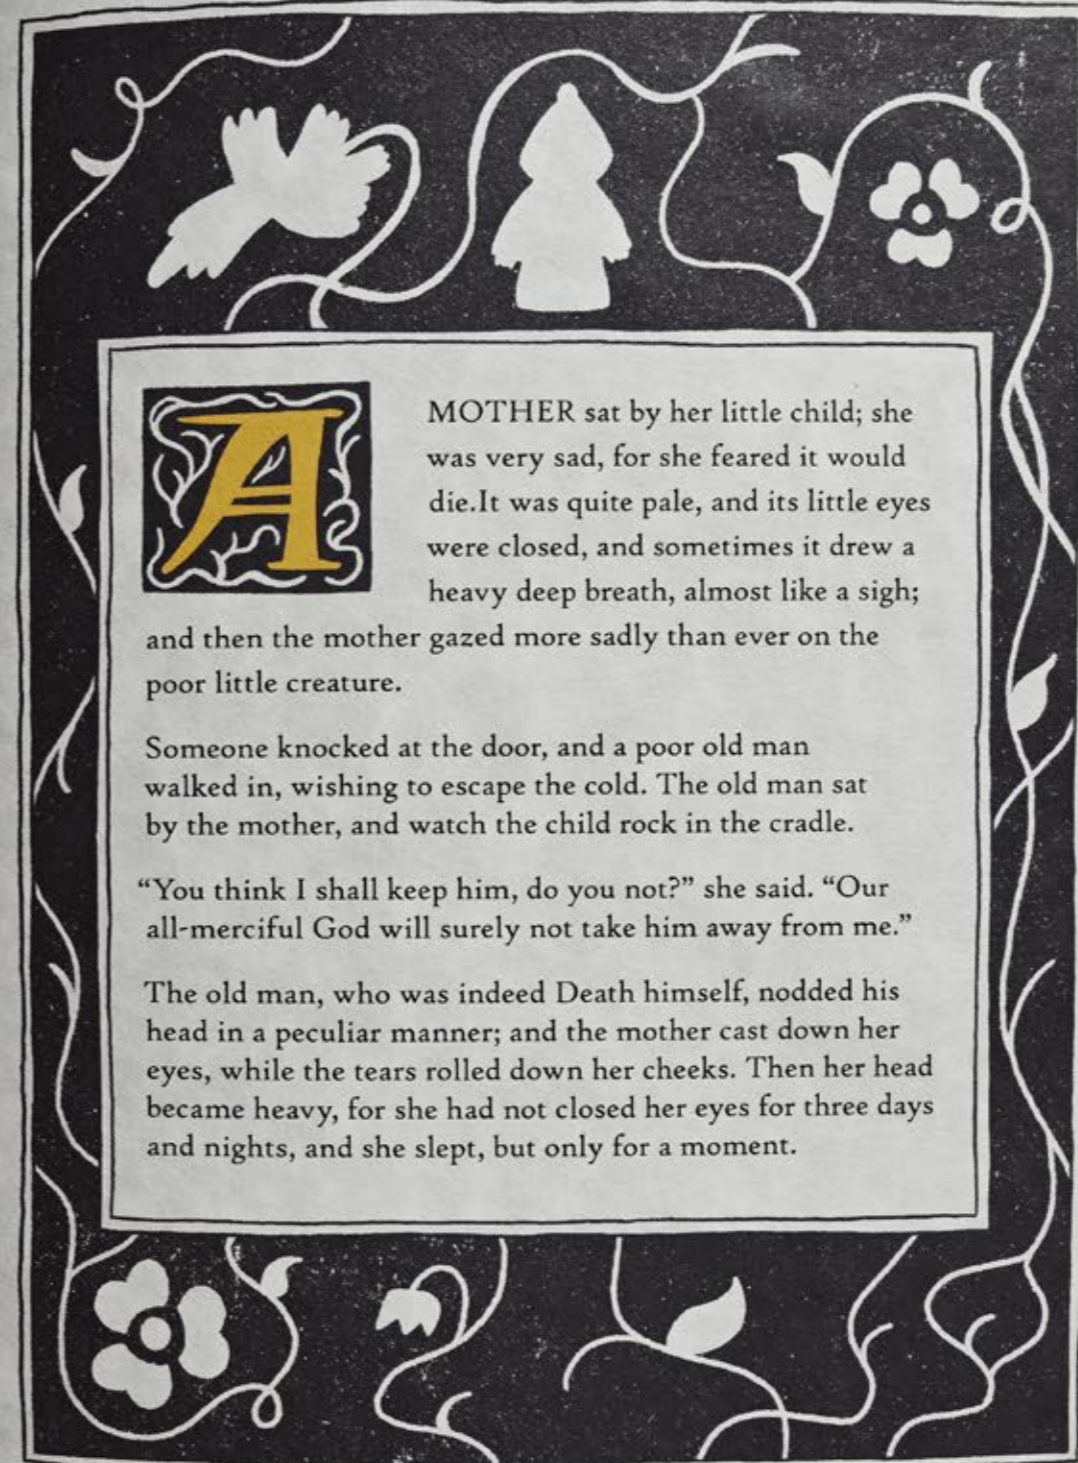 A MOTHER sat by her little child; she
was very sad, for she feared it would
die.It was quite pale, and its little eyes
were closed, and sometimes it drew a
heavy deep breath, almost like a sigh;
and then the mother gazed more sadly than ever on the
poor little creature.
Someone knocked at the door, and a poor old man
walked in, wishing to escape the cold. The old man sat
by the mother, and watch the child rock in the cradle.
“You think I shall keep him, do you not?” she said. “Our
all-merciful God will surely not take him away from me.”
The old man, who was indeed Death himself, nodded his
head in a peculiar manner; and the mother cast down her
eyes, while the tears rolled down her cheeks. Then her head
became heavy, for she had not closed her eyes for three days
and nights, and she slept, but only for a moment.